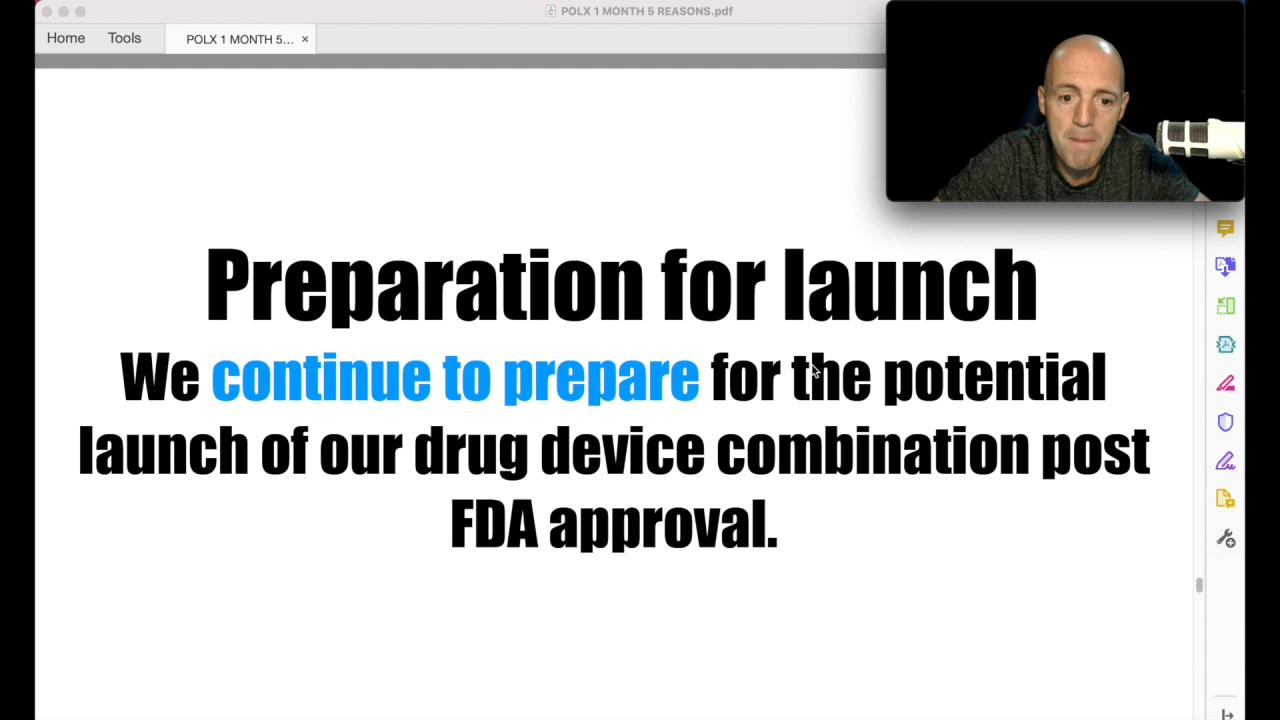 POLX 1 MONTH 5 REASONS.pdf
Home
Tools
POLX 1 MONTH 5... ×
Preparation for launch
We continue to prepare for the potential
launch of our drug device combination post
FDA approval.